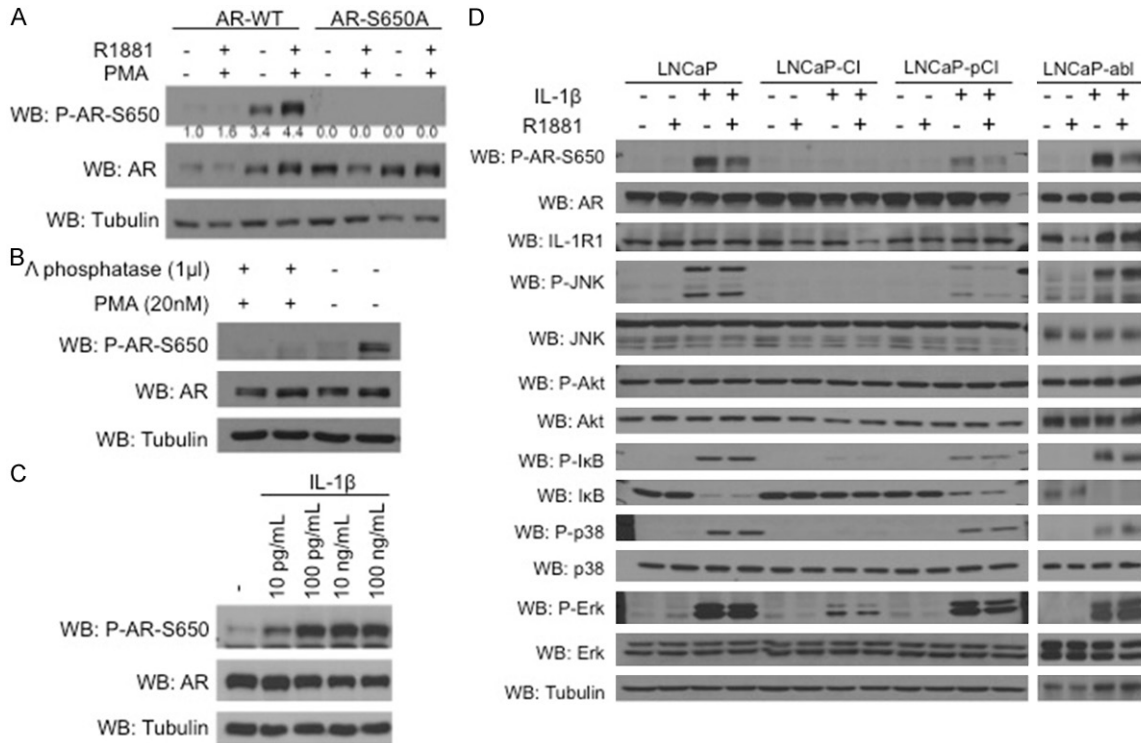 A
AR-WT AR-S650A
R1881 - + - + - + - +
PMA - + - + - + - +
WB: P-AR-S650
1.0 1.6 3.4 4.4 0.0 0.0 0.0 0.0
WB: AR
WB: Tubulin
B
Λ phosphatase (1µl) + + - -
PMA (20nM) + + - -
WB: P-AR-S650
WB: AR
WB: Tubulin
C
IL-1β
- 10 pg/mL 100 pg/mL 10 ng/mL 100 ng/mL
WB: P-AR-S650
WB: AR
WB: Tubulin
D
LNCaP LNCaP-CI LNCaP-pCI LNCaP-abl
IL-1β - - + + - - + + - - + + - - + +
R1881 - + - + - + - + - + - + - + - +
WB: P-AR-S650
WB: AR
WB: IL-1R1
WB: P-JNK
WB: JNK
WB: P-Akt
WB: Akt
WB: P-IκB
WB: IκB
WB: P-p38
WB: p38
WB: P-Erk
WB: Erk
WB: Tubulin